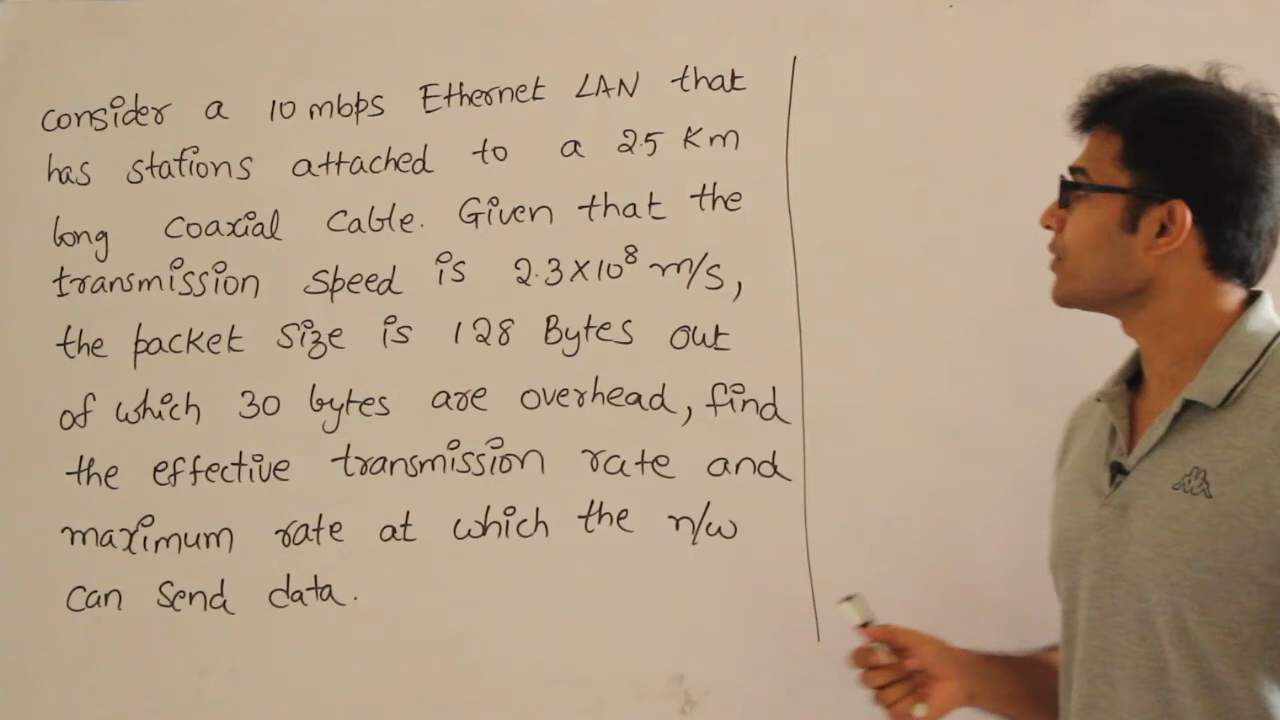 consider a 10 mbps Ethernet LAN that
has stations attached to a 2.5 Km
long coaxial cable. Given that the
transmission speed is 2.3×10⁸ m/s,
the packet size is 128 Bytes out
of which 30 bytes are overhead, find
the effective transmission rate and
maximum rate at which the n/w
can send data.